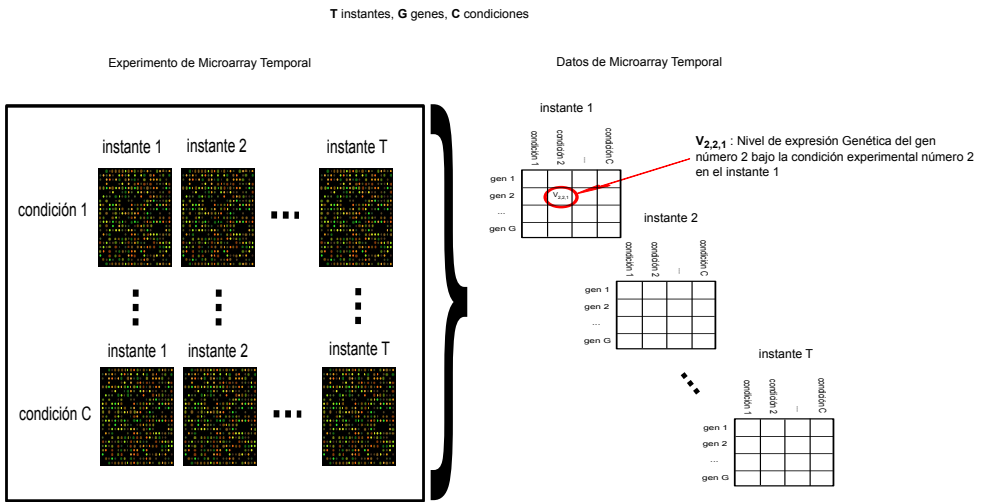 T instantes, G genes, C condiciones
Experimento de Microarray Temporal
instante 1 instante 2 instante T
condición 1
...
instante 1 instante 2 instante T
condición C
...
Datos de Microarray Temporal
instante 1
condición 1 condición 2 ... condición C
gen 1
gen 2 V2,2,1
...
gen G
V2,2,1 : Nivel de expresión Genética del gen
número 2 bajo la condición experimental número 2
en el instante 1
instante 2
condición 1 condición 2 ... condición C
gen 1
gen 2
...
gen G
instante T
condición 1 condición 2 ... condición C
gen 1
gen 2
...
gen G